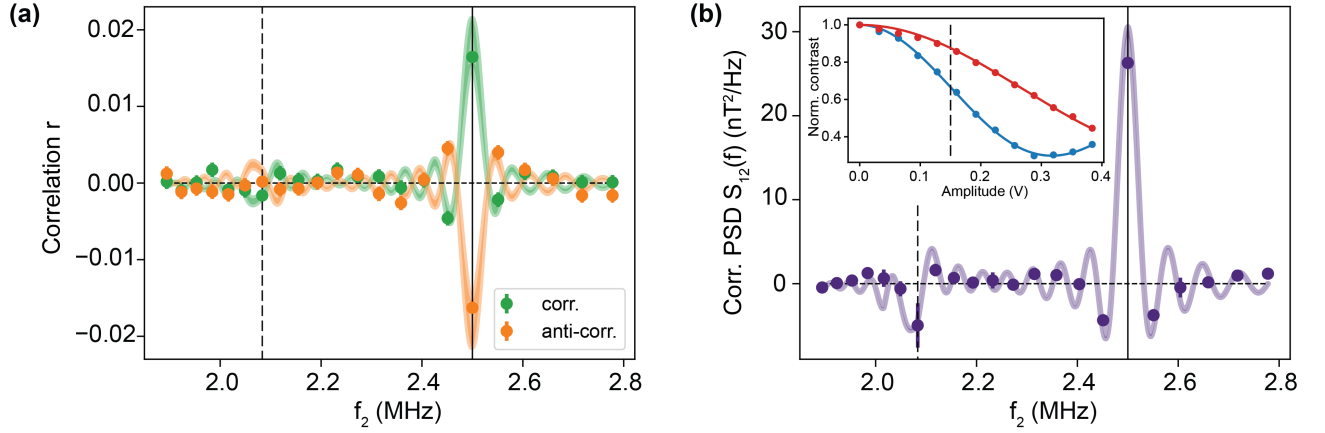 (a)
Correlation r
0.02
0.01
0.00
−0.01
−0.02
2.0 2.2 2.4 2.6 2.8
f2 (MHz)
corr.
anti-corr.
(b)
Corr. PSD S12(f) (nT2/Hz)
30
20
10
0
2.0 2.2 2.4 2.6 2.8
f2 (MHz)
Norm. contrast
1.0
0.8
0.6
0.4
0.0 0.1 0.2 0.3 0.4
Amplitude (V)